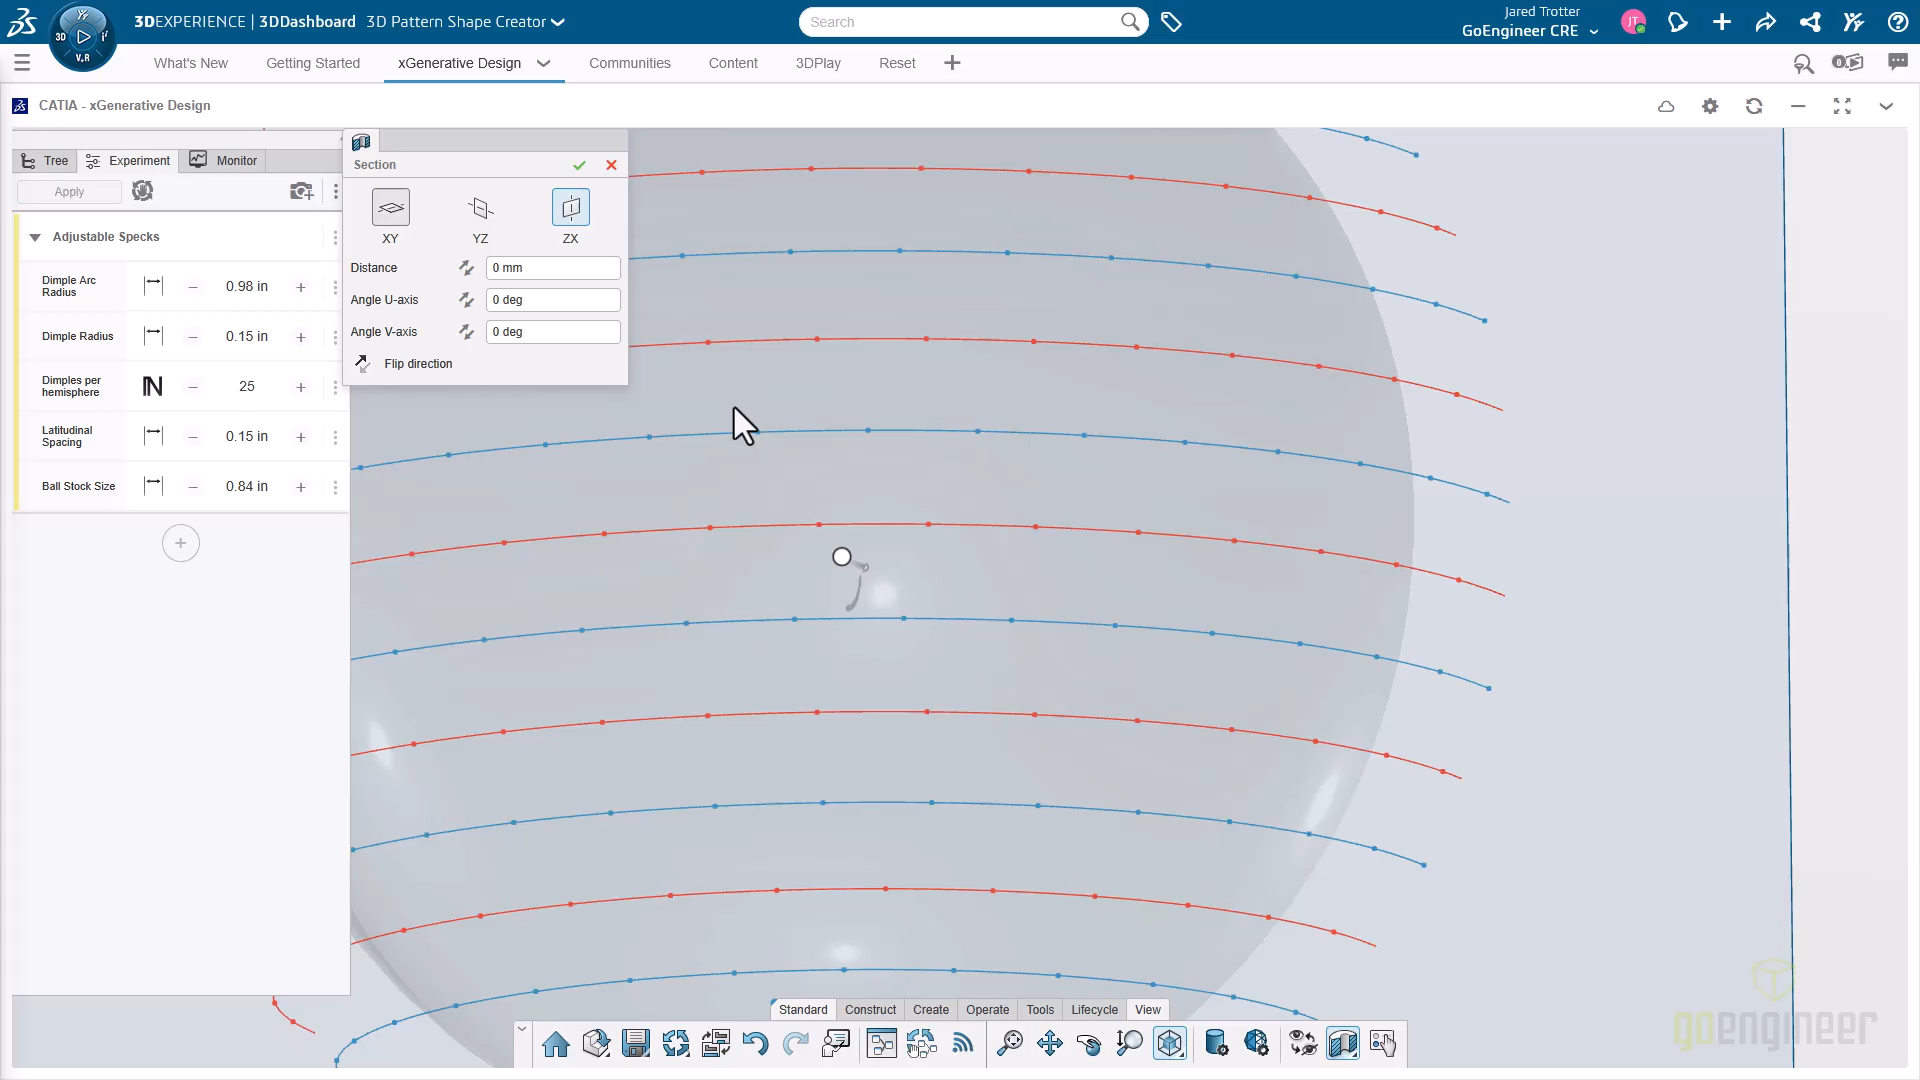 3DEXPERIENCE | 3DDashboard 3D Pattern Shape Creator
Search
Jared Trotter
GoEngineer CRE
JT
3D
V.R
What's New
Getting Started
xGenerative Design
Communities
Content
3DPlay
Reset
CATIA - xGenerative Design
Tree
Experiment
Monitor
Apply
Adjustable Specks
Dimple Arc
Radius
0.98 in
Dimple Radius
0.15 in
Dimples per
hemisphere
25
Latitudinal
Spacing
0.15 in
Ball Stock Size
0.84 in
Section
XY
YZ
ZX
Distance
0 mm
Angle U-axis
0 deg
Angle V-axis
0 deg
Flip direction
Standard
Construct
Create
Operate
Tools
Lifecycle
View
goengineer